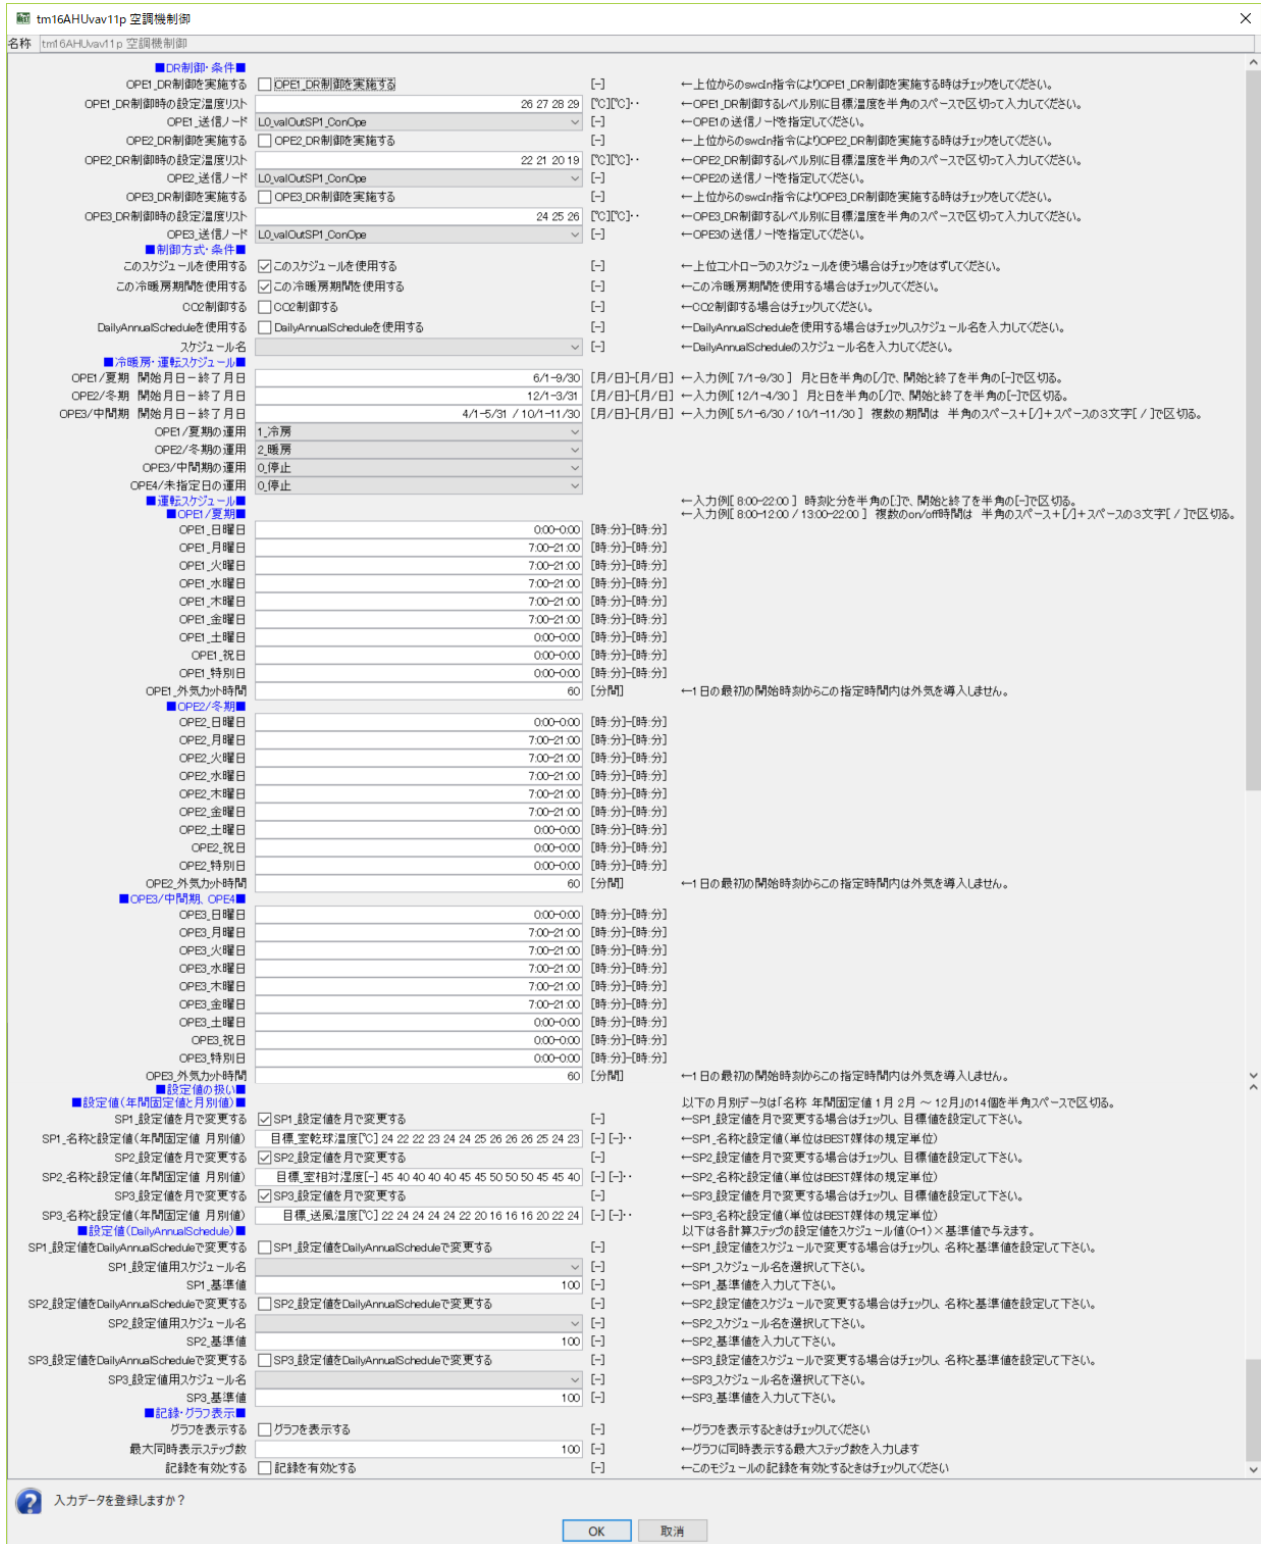 tm16AHUvav11p 空調機制御
名称 tm16AHUvav11p 空調機制御
■DR制御・条件■
OPE1_DR制御を実施する OPE1_DR制御を実施する [-] ←上位からのswcIn指令によりOPE1_DR制御を実施する時はチェックをしてください。
OPE1_DR制御時の設定温度リスト 26 27 28 29 [℃][℃]・・ ←OPE1_DR制御するレベル別に目標温度を半角のスペースで区切って入力してください。
OPE1_送信ノード L0_valOutSP1_ConOpe [-] ←OPE1の送信ノードを指定してください。
OPE2_DR制御を実施する OPE2_DR制御を実施する [-] ←上位からのswcIn指令によりOPE2_DR制御を実施する時はチェックをしてください。
OPE2_DR制御時の設定温度リスト 22 21 20 19 [℃][℃]・・ ←OPE2_DR制御するレベル別に目標温度を半角のスペースで区切って入力してください。
OPE2_送信ノード L0_valOutSP1_ConOpe [-] ←OPE2の送信ノードを指定してください。
OPE3_DR制御を実施する OPE3_DR制御を実施する [-] ←上位からのswcIn指令によりOPE3_DR制御を実施する時はチェックをしてください。
OPE3_DR制御時の設定温度リスト 24 25 26 [℃][℃]・・ ←OPE3_DR制御するレベル別に目標温度を半角のスペースで区切って入力してください。
OPE3_送信ノード L0_valOutSP1_ConOpe [-] ←OPE3の送信ノードを指定してください。
■制御方式・条件■
このスケジュールを使用する このスケジュールを使用する [-] ←上位コントローラのスケジュールを使う場合はチェックをはずしてください。
この冷暖房期間を使用する この冷暖房期間を使用する [-] ←この冷暖房期間を使用する場合はチェックしてください。
CO2制御する CO2制御する [-] ←CO2制御する場合はチェックしてください。
DailyAnnualScheduleを使用する DailyAnnualScheduleを使用する [-] ←DailyAnnualScheduleを使用する場合はチェックしスケジュール名を入力してください。
スケジュール名 [-] ←DailyAnnualScheduleのスケジュール名を入力してください。
■冷暖房・運転スケジュール■
OPE1/夏期 開始月日－終了月日 6/1-9/30 [月/日]-[月/日] ←入力例[ 7/1-9/30 ] 月と日を半角の[/]で、開始と終了を半角の[-]で区切る。
OPE2/冬期 開始月日－終了月日 12/1-3/31 [月/日]-[月/日] ←入力例[ 12/1-4/30 ] 月と日を半角の[/]で、開始と終了を半角の[-]で区切る。
OPE3/中間期 開始月日－終了月日 4/1-5/31 / 10/1-11/30 [月/日]-[月/日] ←入力例[ 5/1-6/30 / 10/1-11/30 ] 複数の期間は 半角のスペース+[/]+スペースの3文字[ / ]で区切る。
OPE1/夏期の運用 1_冷房
OPE2/冬期の運用 2_暖房
OPE3/中間期の運用 0_停止
OPE4/未指定日の運用 0_停止
■運転スケジュール■ ←入力例[ 8:00-22:00 ] 時刻と分を半角の[:]で、開始と終了を半角の[-]で区切る。
■OPE1/夏期■ ←入力例[ 8:00-12:00 / 13:00-22:00 ] 複数のon/off時間は 半角のスペース+[/]+スペースの3文字[ / ]で区切る。
OPE1_日曜日 0:00-0:00 [時:分]-[時:分]
OPE1_月曜日 7:00-21:00 [時:分]-[時:分]
OPE1_火曜日 7:00-21:00 [時:分]-[時:分]
OPE1_水曜日 7:00-21:00 [時:分]-[時:分]
OPE1_木曜日 7:00-21:00 [時:分]-[時:分]
OPE1_金曜日 7:00-21:00 [時:分]-[時:分]
OPE1_土曜日 0:00-0:00 [時:分]-[時:分]
OPE1_祝日 0:00-0:00 [時:分]-[時:分]
OPE1_特別日 0:00-0:00 [時:分]-[時:分]
OPE1_外気カット時間 60 [分間] ←1日の最初の開始時刻からこの指定時間内は外気を導入しません。
■OPE2/冬期■
OPE2_日曜日 0:00-0:00 [時:分]-[時:分]
OPE2_月曜日 7:00-21:00 [時:分]-[時:分]
OPE2_火曜日 7:00-21:00 [時:分]-[時:分]
OPE2_水曜日 7:00-21:00 [時:分]-[時:分]
OPE2_木曜日 7:00-21:00 [時:分]-[時:分]
OPE2_金曜日 7:00-21:00 [時:分]-[時:分]
OPE2_土曜日 0:00-0:00 [時:分]-[時:分]
OPE2_祝日 0:00-0:00 [時:分]-[時:分]
OPE2_特別日 0:00-0:00 [時:分]-[時:分]
OPE2_外気カット時間 60 [分間] ←1日の最初の開始時刻からこの指定時間内は外気を導入しません。
■OPE3/中間期、OPE4■
OPE3_日曜日 0:00-0:00 [時:分]-[時:分]
OPE3_月曜日 7:00-21:00 [時:分]-[時:分]
OPE3_火曜日 7:00-21:00 [時:分]-[時:分]
OPE3_水曜日 7:00-21:00 [時:分]-[時:分]
OPE3_木曜日 7:00-21:00 [時:分]-[時:分]
OPE3_金曜日 7:00-21:00 [時:分]-[時:分]
OPE3_土曜日 0:00-0:00 [時:分]-[時:分]
OPE3_祝日 0:00-0:00 [時:分]-[時:分]
OPE3_特別日 0:00-0:00 [時:分]-[時:分]
OPE3_外気カット時間 60 [分間] ←1日の最初の開始時刻からこの指定時間内は外気を導入しません。
■設定値の扱い■
■設定値(年間固定値と月別値)■ 以下の月別データは「名称 年間固定値 1月 2月 ～ 12月」の14個を半角スペースで区切る。
SP1_設定値を月で変更する SP1_設定値を月で変更する [-] ←SP1_設定値を月で変更する場合はチェックし、目標値を設定して下さい。
SP1_名称と設定値(年間固定値 月別値) 目標_室乾球温度[℃] 24 22 22 23 24 24 25 26 26 26 25 24 23 [-] [-]・・ ←SP1_名称と設定値(単位はBEST媒体の規定単位)
SP2_設定値を月で変更する SP2_設定値を月で変更する [-] ←SP2_設定値を月で変更する場合はチェックし、目標値を設定して下さい。
SP2_名称と設定値(年間固定値 月別値) 目標_室相対湿度[-] 45 40 40 40 40 45 45 50 50 50 45 45 40 [-] [-]・・ ←SP2_名称と設定値(単位はBEST媒体の規定単位)
SP3_設定値を月で変更する SP3_設定値を月で変更する [-] ←SP3_設定値を月で変更する場合はチェックし、目標値を設定して下さい。
SP3_名称と設定値(年間固定値 月別値) 目標_送風温度[℃] 22 24 24 24 24 22 20 16 16 16 20 22 24 [-] [-]・・ ←SP3_名称と設定値(単位はBEST媒体の規定単位)
■設定値(DailyAnnualSchedule)■ 以下は各計算ステップの設定値をスケジュール値(0-1)×基準値で与えます。
SP1_設定値をDailyAnnualScheduleで変更する SP1_設定値をDailyAnnualScheduleで変更する [-] ←SP1_設定値をスケジュールで変更する場合はチェックし、名称と基準値を設定して下さい。
SP1_設定値用スケジュール名 [-] ←SP1_スケジュール名を選択して下さい。
SP1_基準値 100 [-] ←SP1_基準値を入力して下さい。
SP2_設定値をDailyAnnualScheduleで変更する SP2_設定値をDailyAnnualScheduleで変更する [-] ←SP2_設定値をスケジュールで変更する場合はチェックし、名称と基準値を設定して下さい。
SP2_設定値用スケジュール名 [-] ←SP2_スケジュール名を選択して下さい。
SP2_基準値 100 [-] ←SP2_基準値を入力して下さい。
SP3_設定値をDailyAnnualScheduleで変更する SP3_設定値をDailyAnnualScheduleで変更する [-] ←SP3_設定値をスケジュールで変更する場合はチェックし、名称と基準値を設定して下さい。
SP3_設定値用スケジュール名 [-] ←SP3_スケジュール名を選択して下さい。
SP3_基準値 100 [-] ←SP3_基準値を入力して下さい。
■記録・グラフ表示■
グラフを表示する グラフを表示する [-] ←グラフを表示するときはチェックしてください
最大同時表示ステップ数 100 [-] ←グラフに同時表示する最大ステップ数を入力します
記録を有効とする 記録を有効とする [-] ←このモジュールの記録を有効とするときはチェックしてください
入力データを登録しますか？
OK 取消